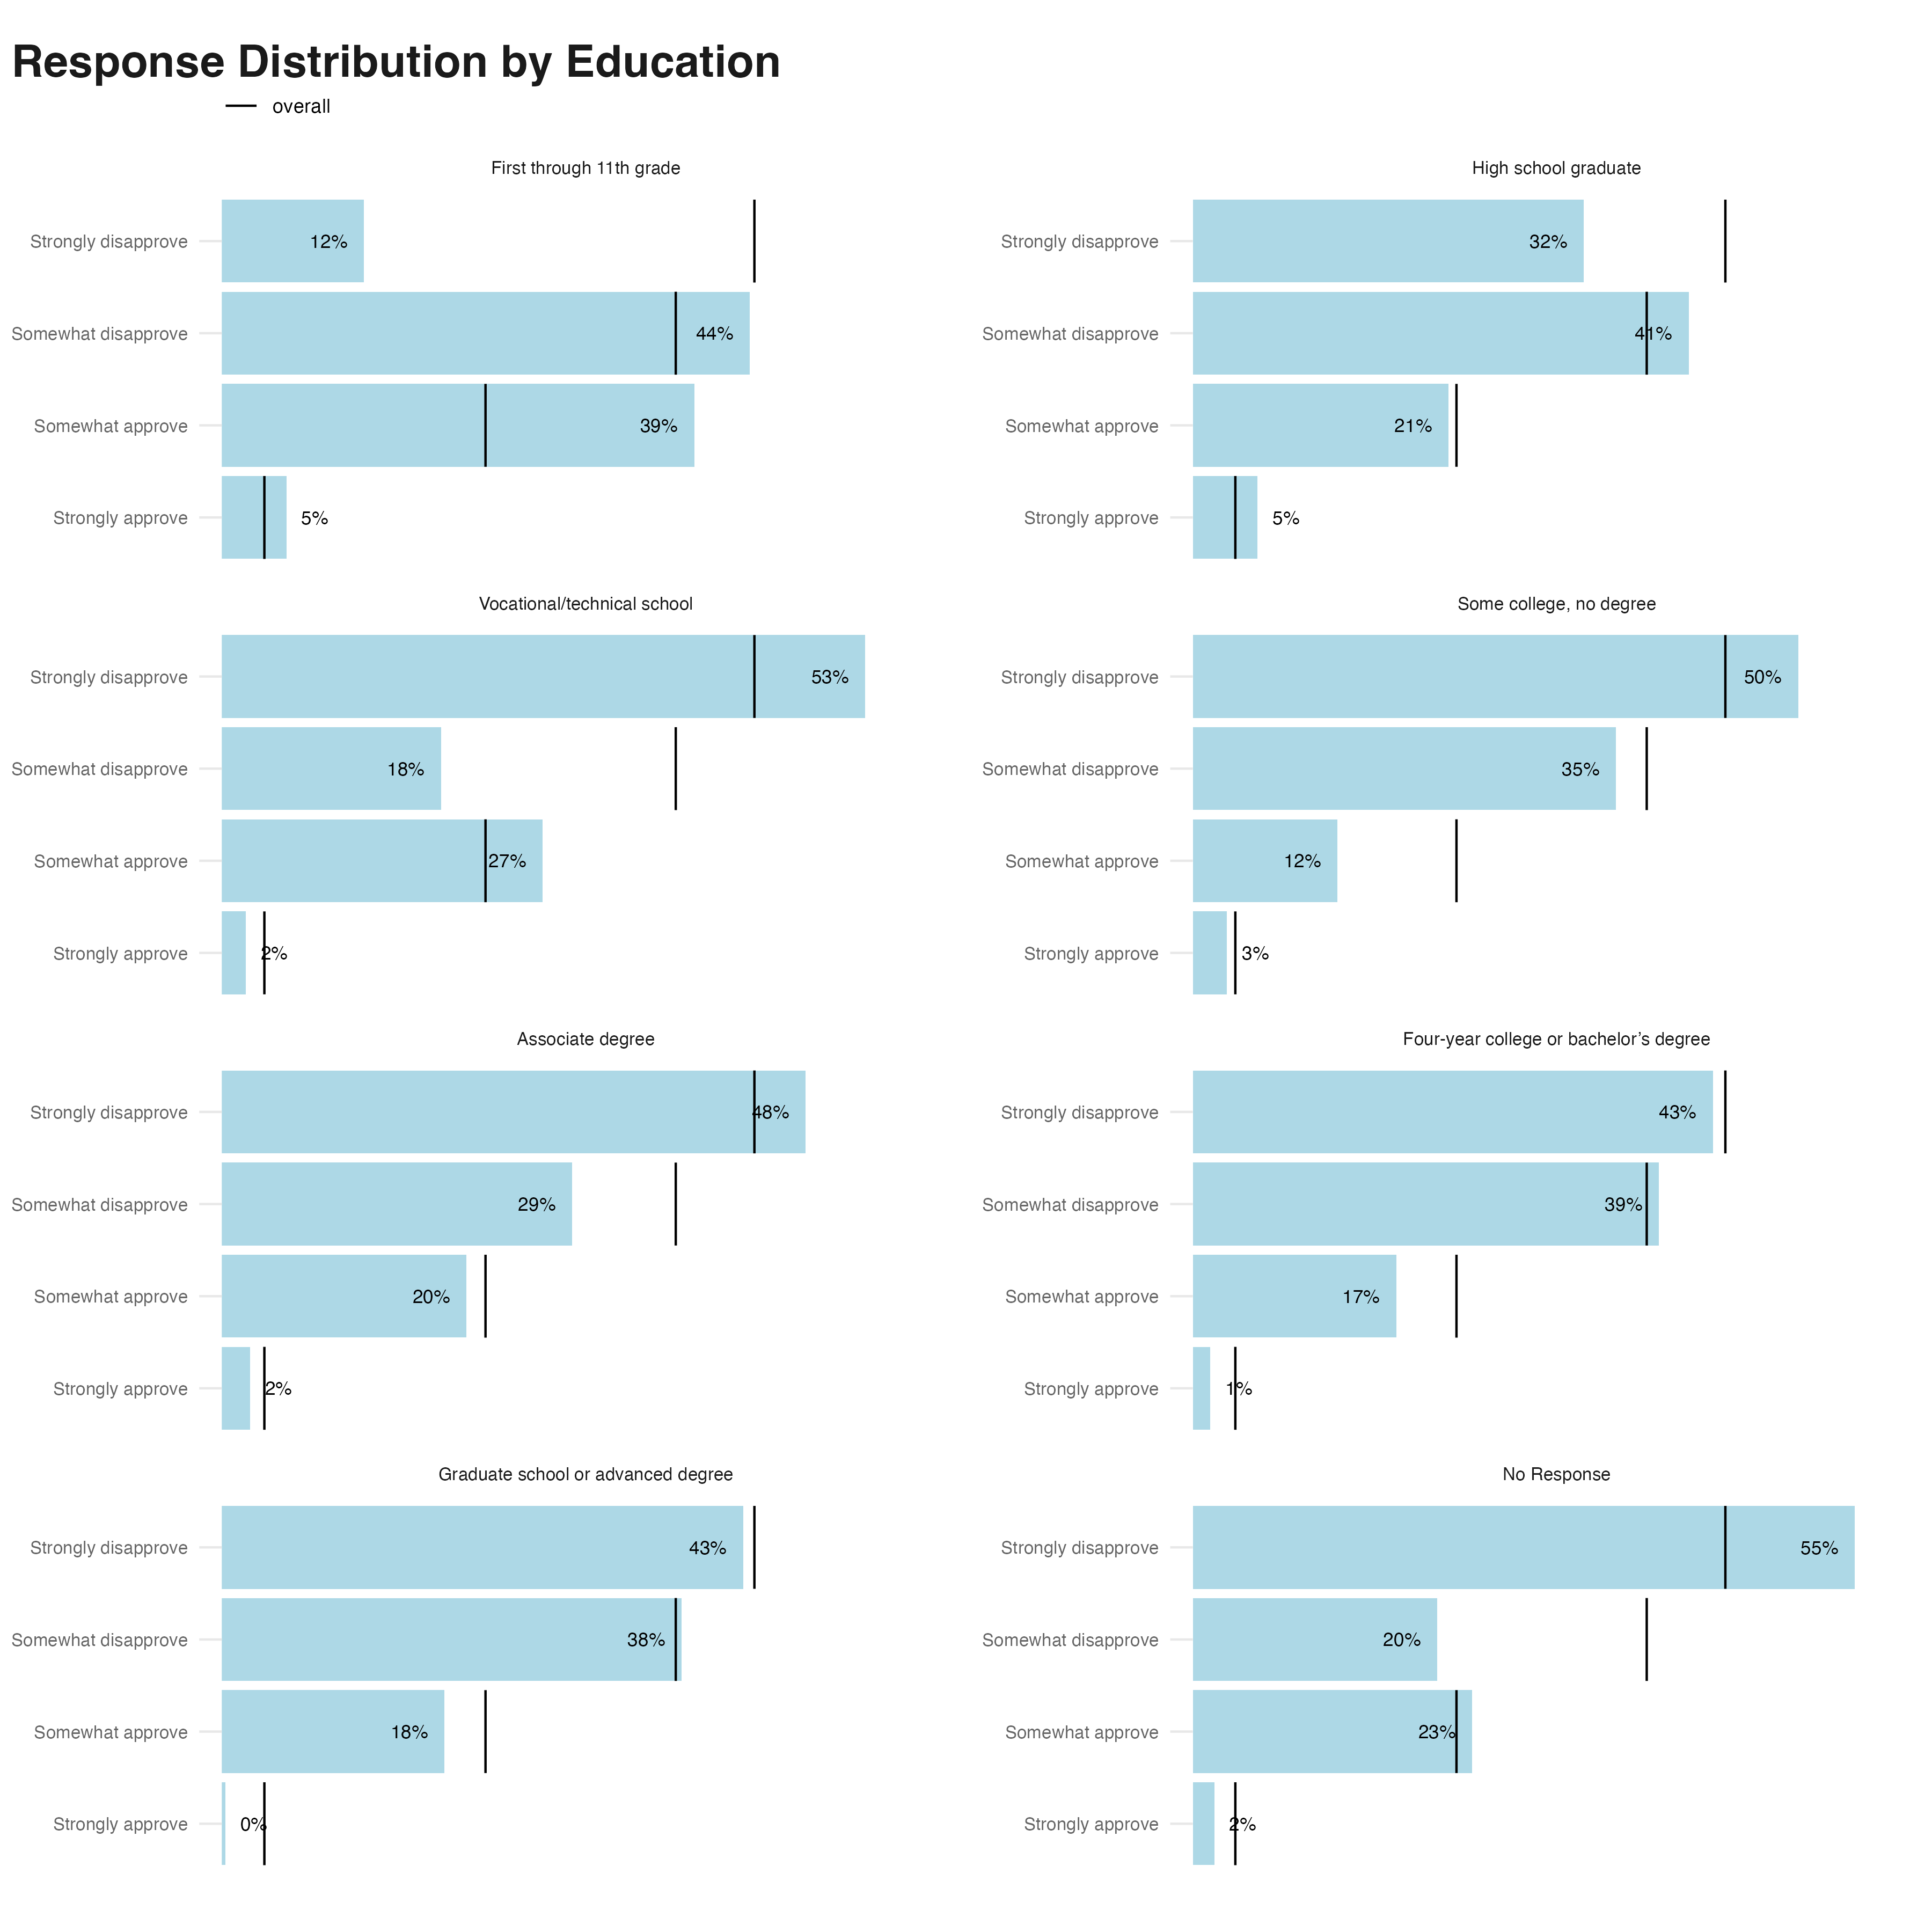 Response Distribution by Education
overall
First through 11th grade
Strongly disapprove 12%
Somewhat disapprove 44%
Somewhat approve 39%
Strongly approve 5%
High school graduate
Strongly disapprove 32%
Somewhat disapprove 41%
Somewhat approve 21%
Strongly approve 5%
Vocational/technical school
Strongly disapprove 53%
Somewhat disapprove 18%
Somewhat approve 27%
Strongly approve 2%
Some college, no degree
Strongly disapprove 50%
Somewhat disapprove 35%
Somewhat approve 12%
Strongly approve 3%
Associate degree
Strongly disapprove 48%
Somewhat disapprove 29%
Somewhat approve 20%
Strongly approve 2%
Four-year college or bachelor’s degree
Strongly disapprove 43%
Somewhat disapprove 39%
Somewhat approve 17%
Strongly approve 1%
Graduate school or advanced degree
Strongly disapprove 43%
Somewhat disapprove 38%
Somewhat approve 18%
Strongly approve 0%
No Response
Strongly disapprove 55%
Somewhat disapprove 20%
Somewhat approve 23%
Strongly approve 2%